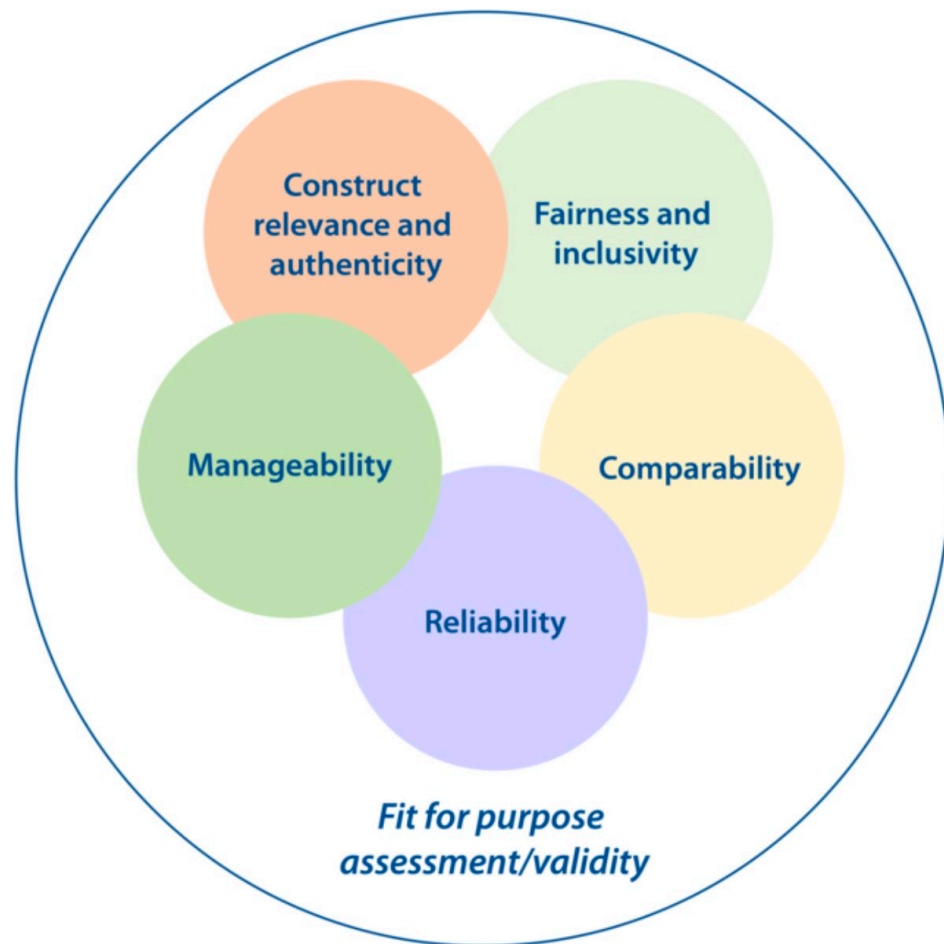 Construct
relevance and
authenticity
Fairness and
inclusivity
Manageability
Comparability
Reliability
Fit for purpose
assessment/validity